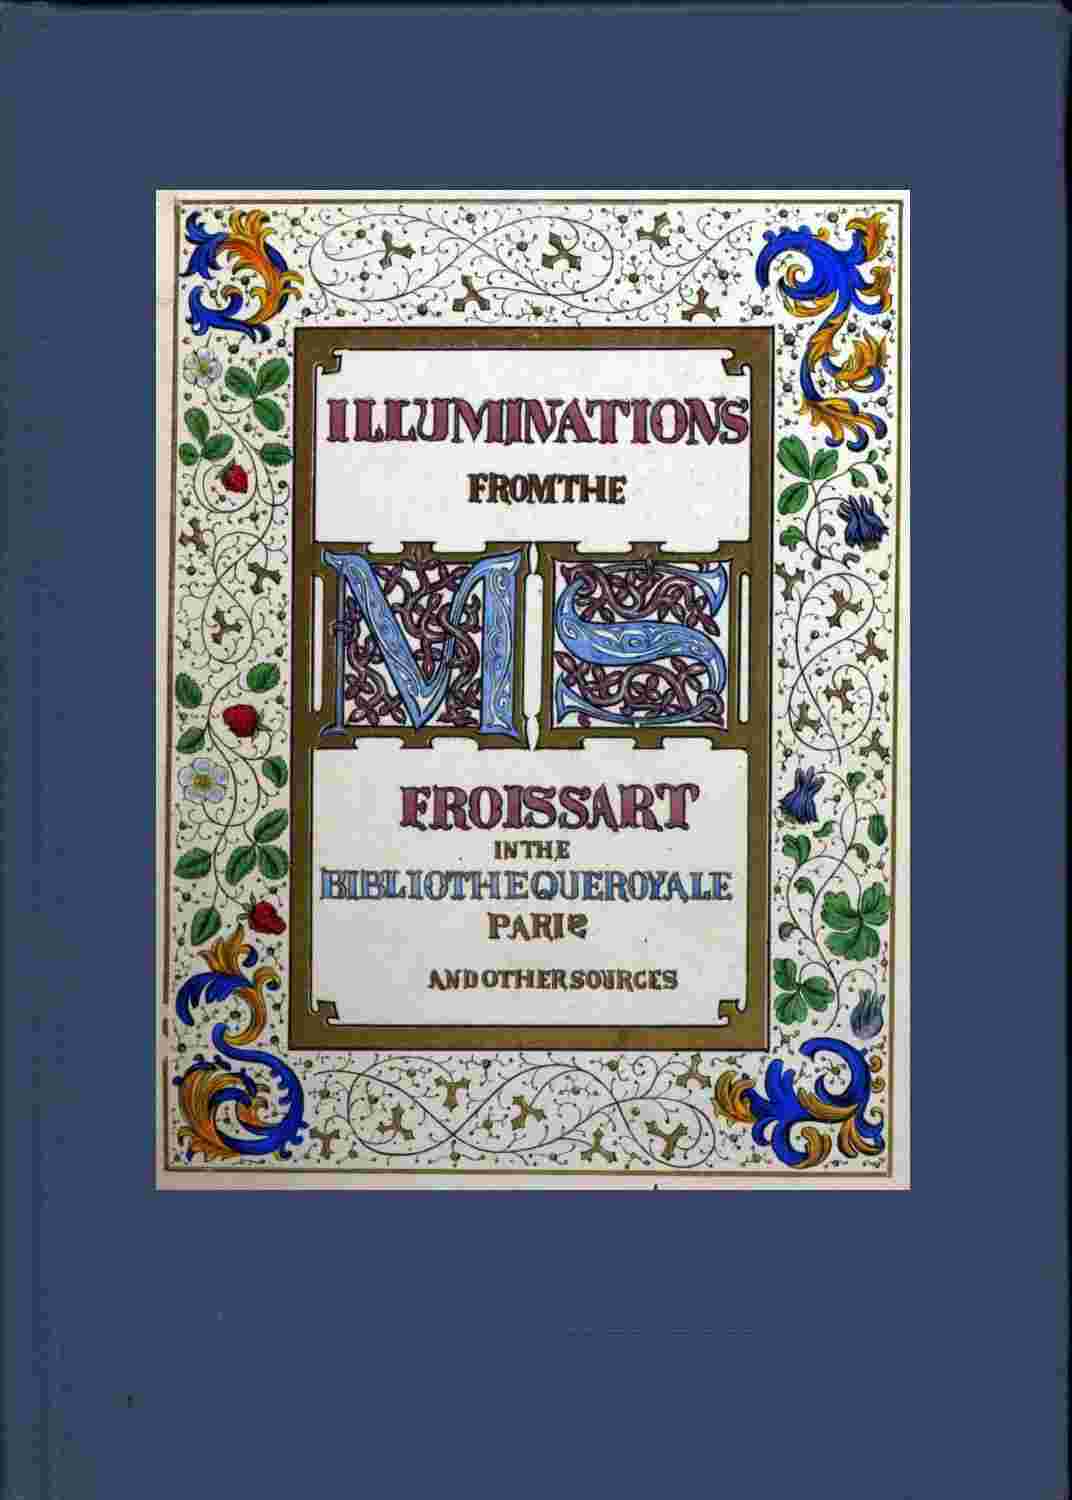 ILLUMINATIONS
FROM THE
MS
FROISSART
IN THE
BIBLIOTHEQUE ROYALE
PARIS
AND OTHER SOURCES